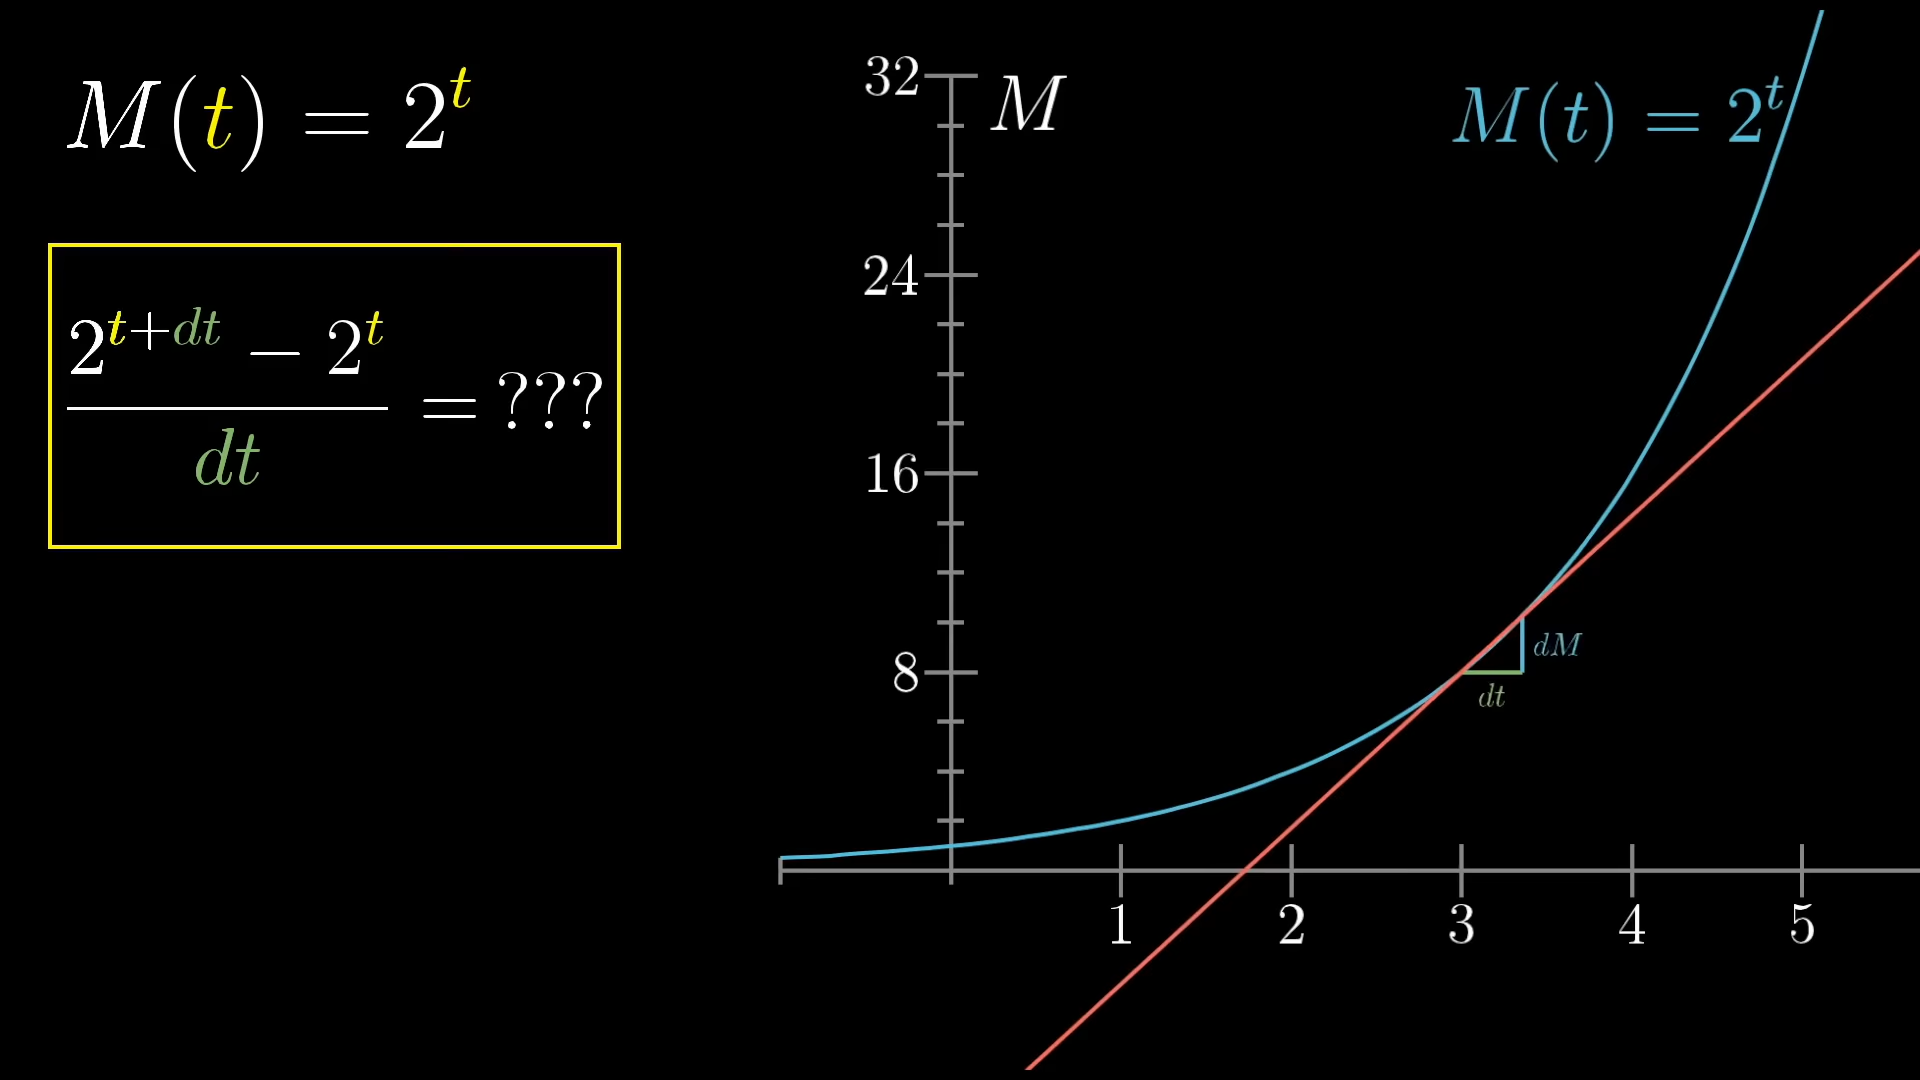 M(t) = 2^t
2^{t+dt} − 2^t
dt
= ???
M
M(t) = 2^t
32
24
16
8
dM
dt
1 2 3 4 5